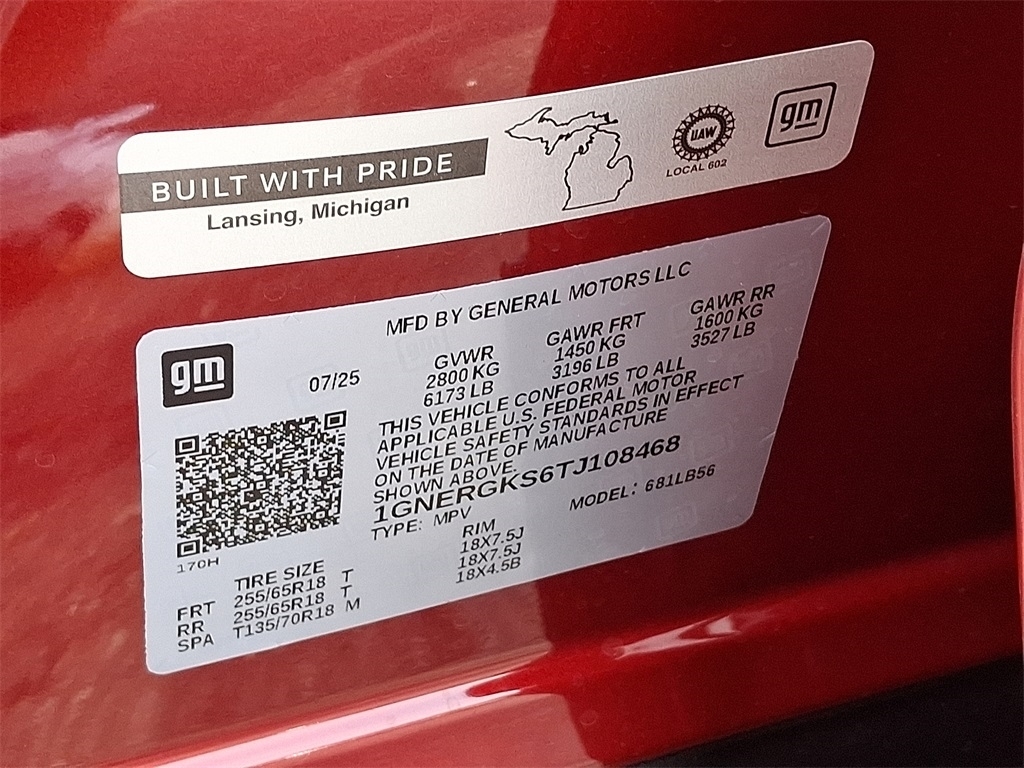 BUILT WITH PRIDE
Lansing, Michigan
UAW
LOCAL 602
gm
MFD BY GENERAL MOTORS LLC
gm
07/25
GVWR GAWR FRT GAWR RR
2800 KG 1450 KG 1600 KG
6173 LB 3196 LB 3527 LB
THIS VEHICLE CONFORMS TO ALL
APPLICABLE U.S. FEDERAL MOTOR
VEHICLE SAFETY STANDARDS IN EFFECT
ON THE DATE OF MANUFACTURE
SHOWN ABOVE.
1GNERGKS6TJ108468
TYPE: MPV MODEL: 681LB56
170H
TIRE SIZE RIM
FRT 255/65R18 T 18X7.5J
RR 255/65R18 T 18X7.5J
SPA T135/70R18 M 18X4.5B